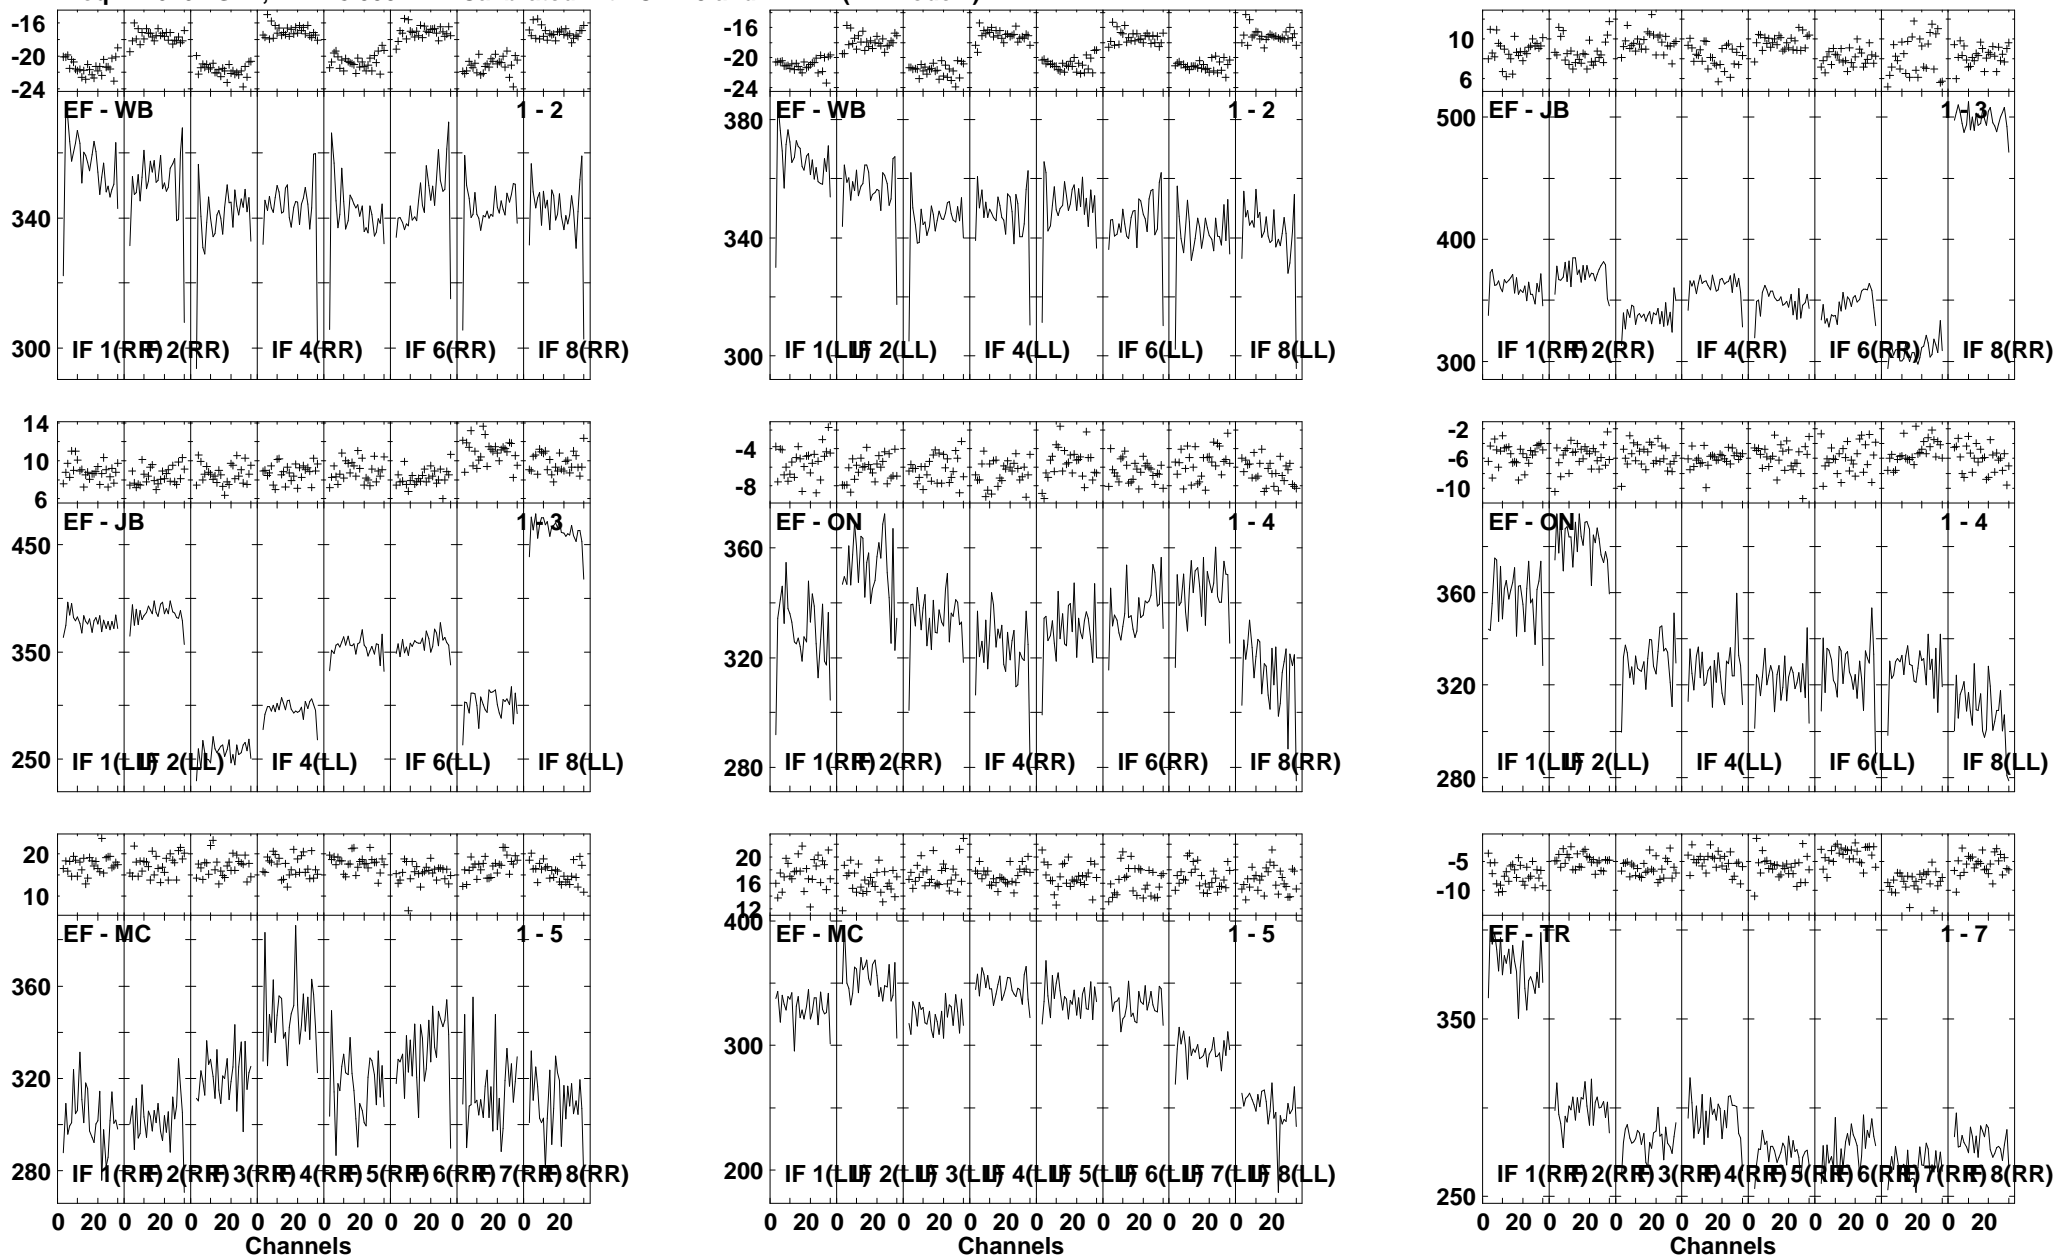 -16 -20 -24
EF - WB 1 - 2
340 300
IF 1(RR) IF 2(RR) IF 4(RR) IF 6(RR) IF 8(RR)
-16 -20 -24
EF - WB 1 - 2
380 340 300
IF 1(LL) IF 2(LL) IF 4(LL) IF 6(LL) IF 8(LL)
10 6
EF - JB 1 - 3
500 400 300
IF 1(RR) IF 2(RR) IF 4(RR) IF 6(RR) IF 8(RR)
14 10 6
EF - JB 1 - 3
450 350 250
IF 1(LL) IF 2(LL) IF 4(LL) IF 6(LL) IF 8(LL)
-4 -8
EF - ON 1 - 4
360 320 280
IF 1(RR) IF 2(RR) IF 4(RR) IF 6(RR) IF 8(RR)
-2 -6 -10
EF - ON 1 - 4
360 320 280
IF 1(LL) IF 2(LL) IF 4(LL) IF 6(LL) IF 8(LL)
20 10
EF - MC 1 - 5
360 320 280
IF 1(RR) IF 2(RR) IF 3(RR) IF 4(RR) IF 5(RR) IF 6(RR) IF 7(RR) IF 8(RR)
0 20 0 20 0 20 0 20 0 20 0 20 0 20 0 20
Channels
20 16 12
EF - MC 1 - 5
400 300 200
IF 1(LL) IF 2(LL) IF 3(LL) IF 4(LL) IF 5(LL) IF 6(LL) IF 7(LL) IF 8(LL)
0 20 0 20 0 20 0 20 0 20 0 20 0 20 0 20
Channels
-5 -10
EF - TR 1 - 7
350 250
IF 1(RR) IF 2(RR) IF 3(RR) IF 4(RR) IF 5(RR) IF 6(RR) IF 7(RR) IF 8(RR)
0 20 0 20 0 20 0 20 0 20 0 20 0 20 0 20
Channels